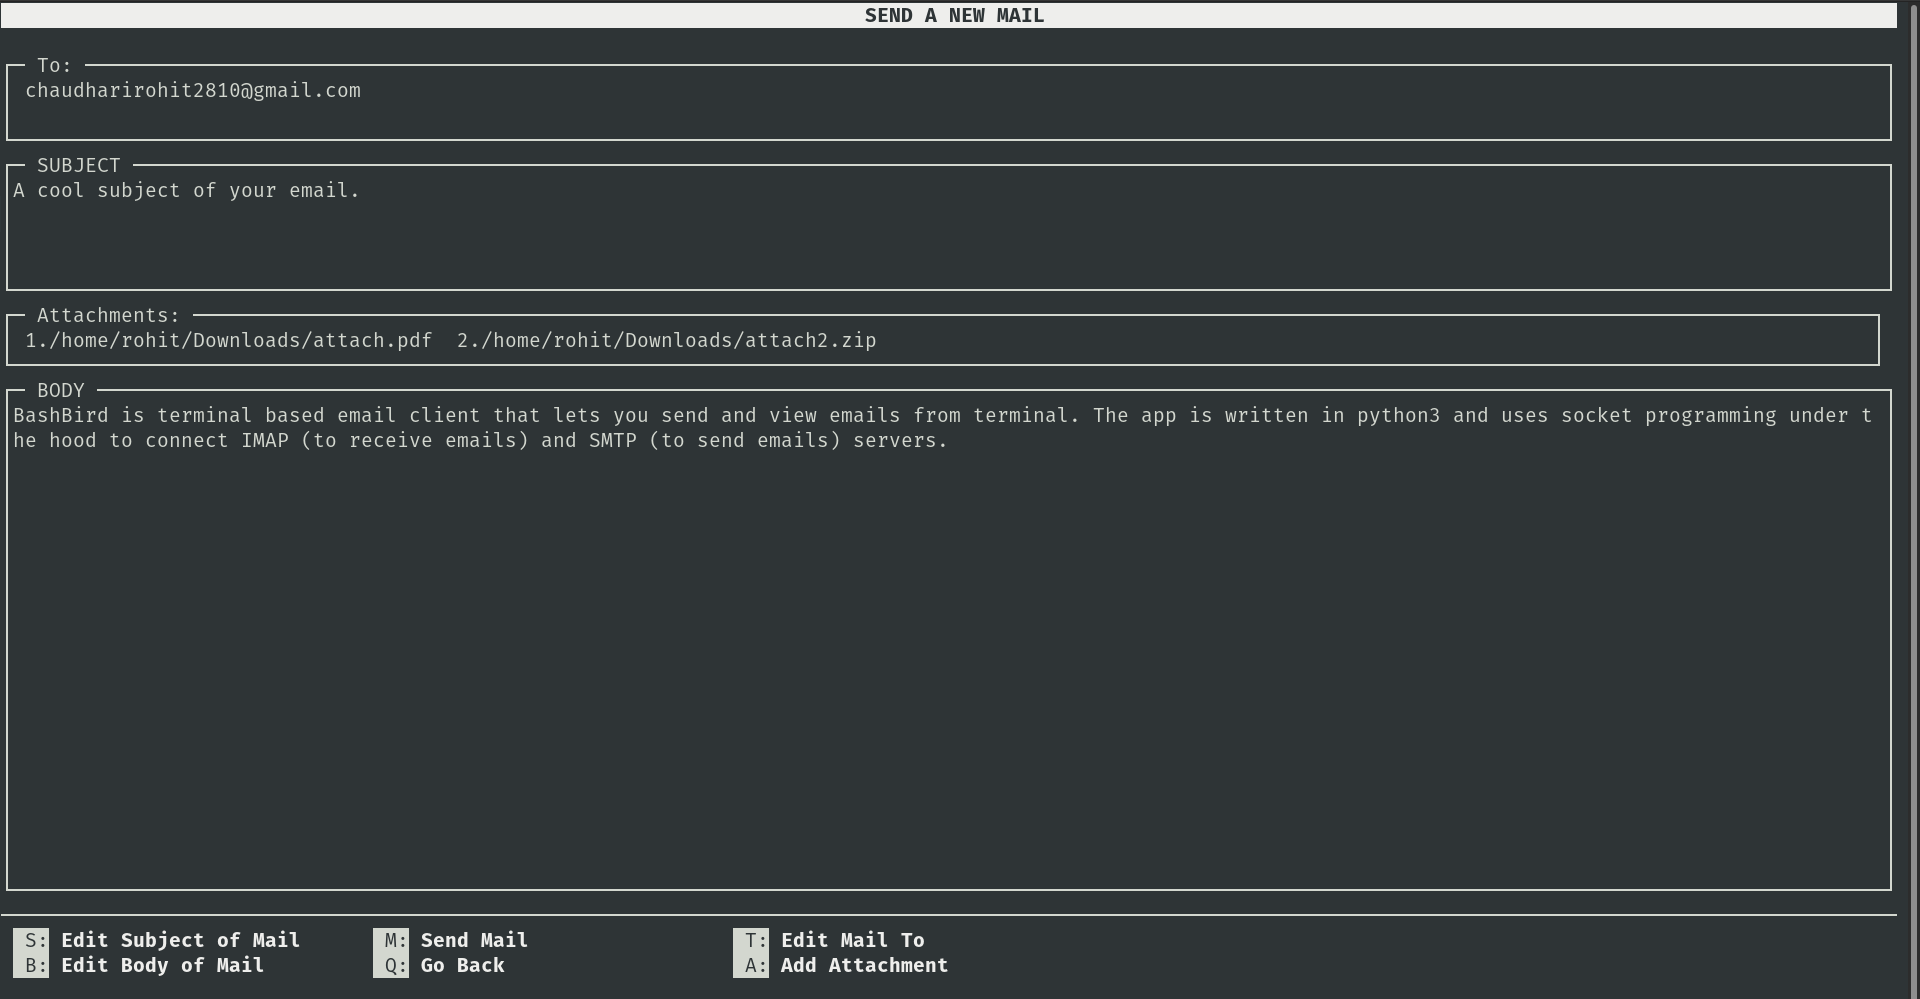 SEND A NEW MAIL
To:
chaudharirohit2810@gmail.com
SUBJECT
A cool subject of your email.
Attachments:
1./home/rohit/Downloads/attach.pdf  2./home/rohit/Downloads/attach2.zip
BODY
BashBird is terminal based email client that lets you send and view emails from terminal. The app is written in python3 and uses socket programming under t
he hood to connect IMAP (to receive emails) and SMTP (to send emails) servers.
S: Edit Subject of Mail M: Send Mail T: Edit Mail To
B: Edit Body of Mail Q: Go Back A: Add Attachment